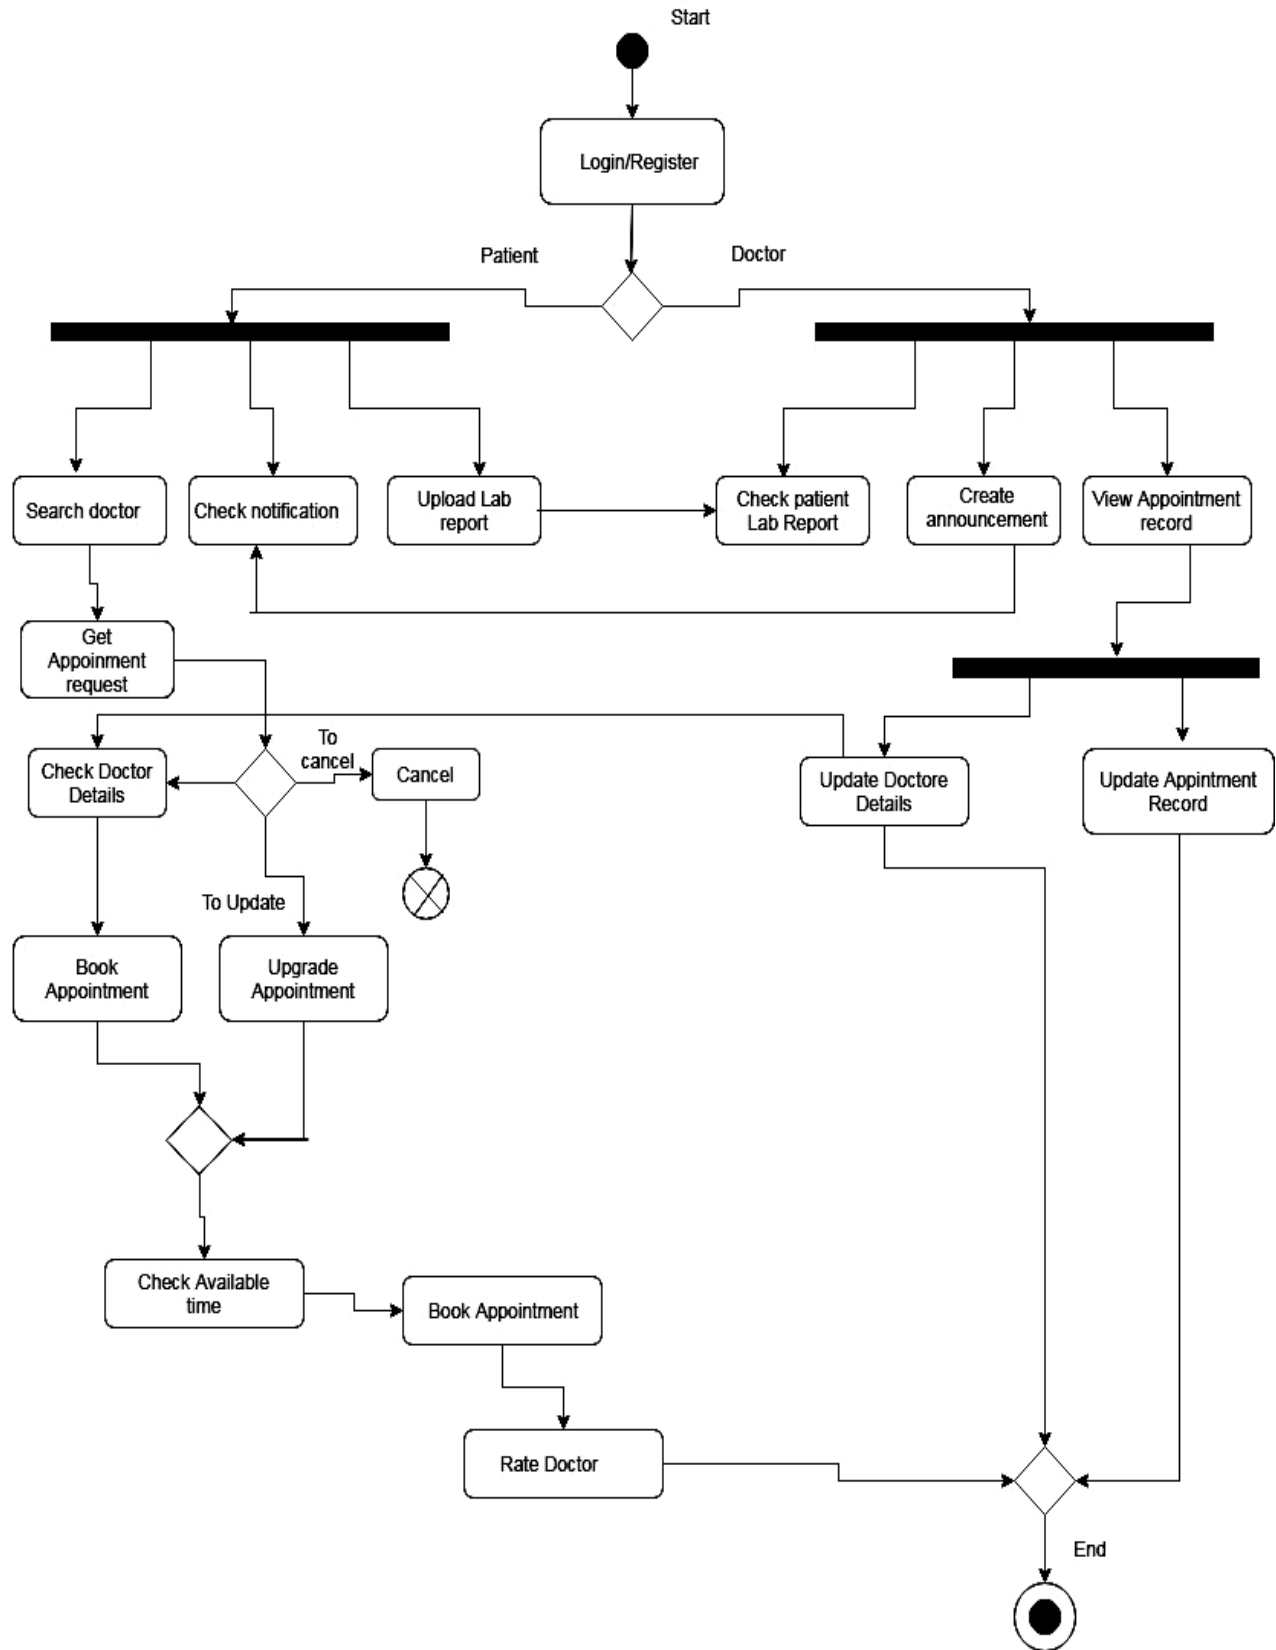 Start
Login/Register
Patient
Doctor
Search doctor
Check notification
Upload Lab
report
Check patient
Lab Report
Create
announcement
View Appointment
record
Get
Appoinment
request
To
cancel
Check Doctor
Details
Cancel
Update Doctore
Details
Update Appintment
Record
To Update
Book
Appointment
Upgrade
Appointment
Check Available
time
Book Appointment
Rate Doctor
End